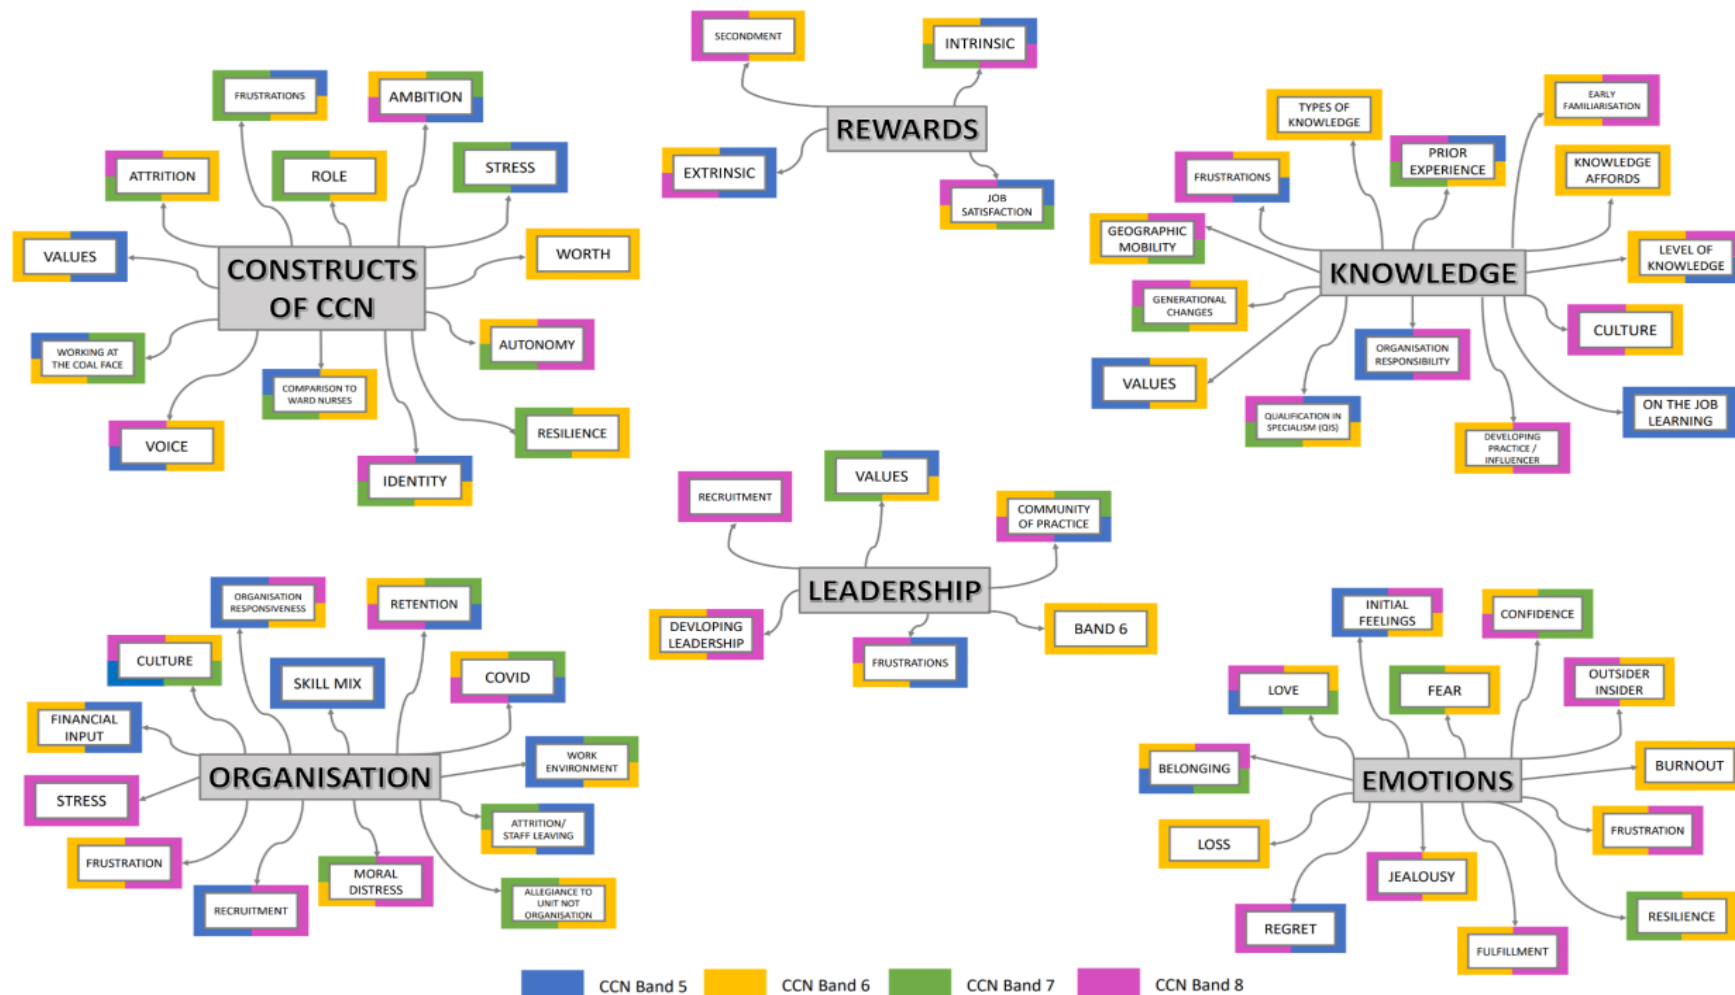 SECONDMENT
INTRINSIC
REWARDS
EXTRINSIC
JOB
SATISFACTION
FRUSTRATIONS
AMBITION
ATTRITION
ROLE
STRESS
VALUES
CONSTRUCTS
OF CCN
WORTH
WORKING AT
THE COAL FACE
COMPARISON TO
WARD NURSES
AUTONOMY
VOICE
IDENTITY
RESILIENCE
TYPES OF
KNOWLEDGE
EARLY
FAMILIARISATION
FRUSTRATIONS
PRIOR
EXPERIENCE
KNOWLEDGE
AFFORDS
GEOGRAPHIC
MOBILITY
KNOWLEDGE
LEVEL OF
KNOWLEDGE
GENERATIONAL
CHANGES
ORGANISATION
RESPONSIBILITY
CULTURE
VALUES
QUALIFICATION IN
SPECIALISM (QIS)
DEVELOPING
PRACTICE /
INFLUENCER
ON THE JOB
LEARNING
RECRUITMENT
VALUES
COMMUNITY
OF PRACTICE
LEADERSHIP
DEVLOPING
LEADERSHIP
FRUSTRATIONS
BAND 6
ORGANISATION
RESPONSIVENESS
RETENTION
CULTURE
SKILL MIX
COVID
FINANCIAL
INPUT
ORGANISATION
WORK
ENVIRONMENT
STRESS
ATTRITION/
STAFF LEAVING
FRUSTRATION
RECRUITMENT
MORAL
DISTRESS
ALLEGIANCE TO
UNIT NOT
ORGANISATION
INITIAL
FEELINGS
CONFIDENCE
LOVE
FEAR
OUTSIDER
INSIDER
BELONGING
EMOTIONS
BURNOUT
LOSS
JEALOUSY
FRUSTRATION
REGRET
FULFILLMENT
RESILIENCE
CCN Band 5
CCN Band 6
CCN Band 7
CCN Band 8